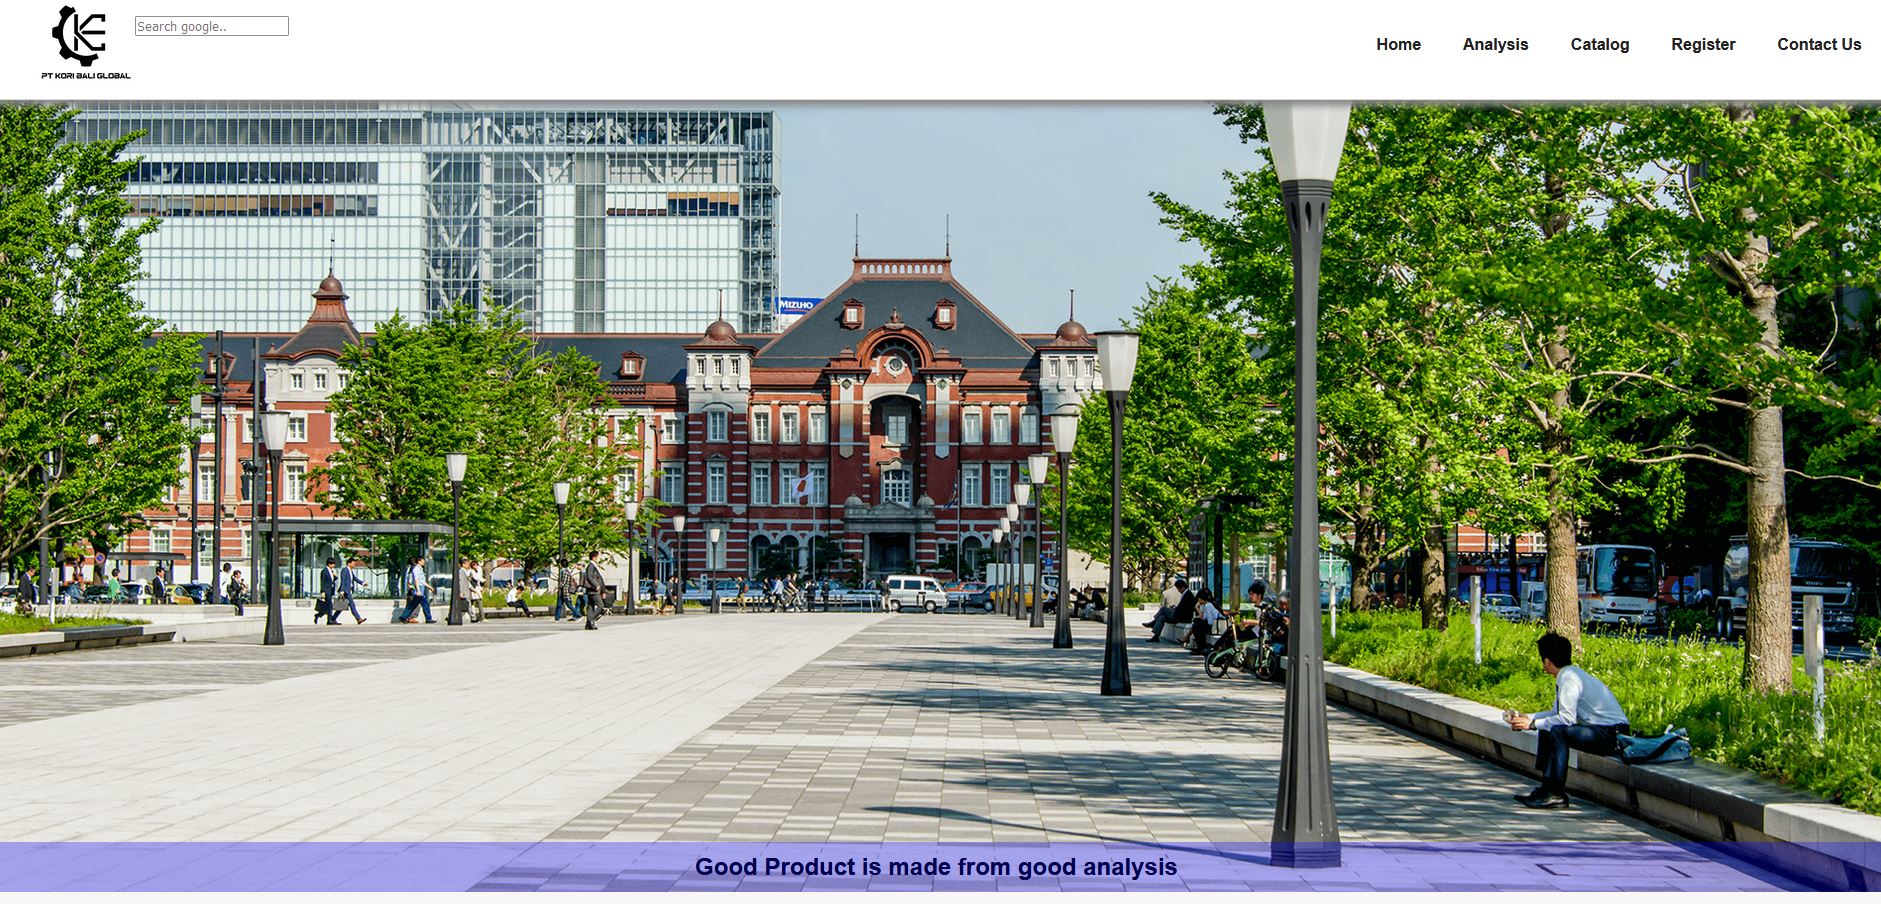 PT KORI BALI GLOBAL
Search google..
Home
Analysis
Catalog
Register
Contact Us
MIZUHO
Good Product is made from good analysis